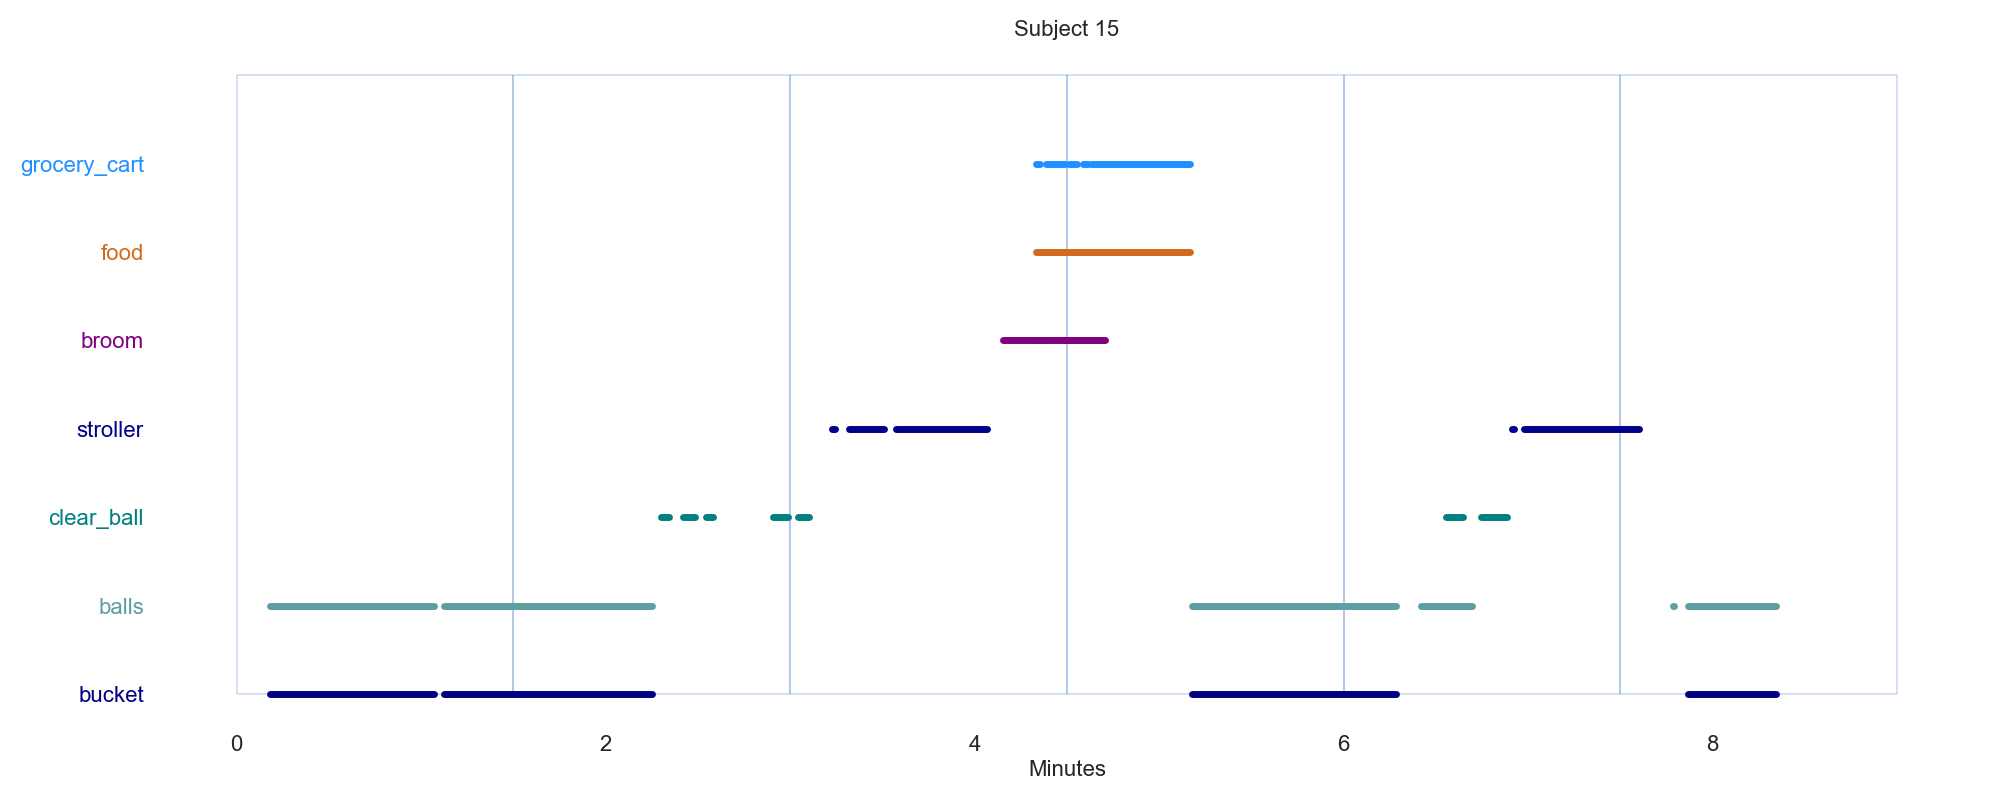 Subject 15
grocery_cart
food
broom
stroller
clear_ball
balls
bucket
0 2 4 6 8
Minutes